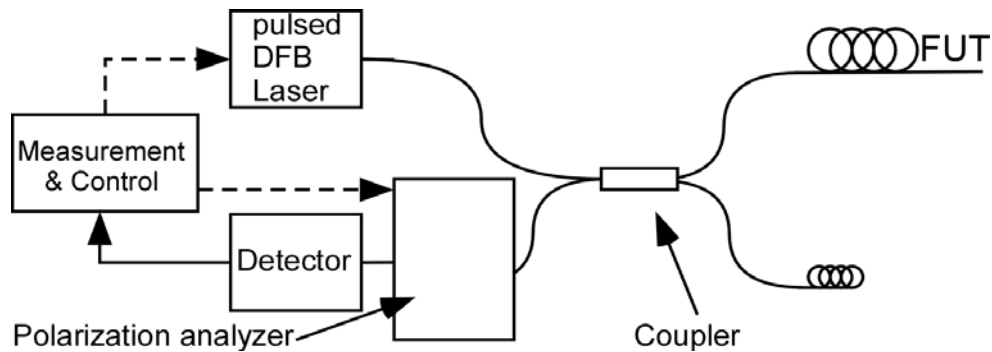 pulsed
DFB
Laser
FUT
Measurement
& Control
Detector
Polarization analyzer
Coupler